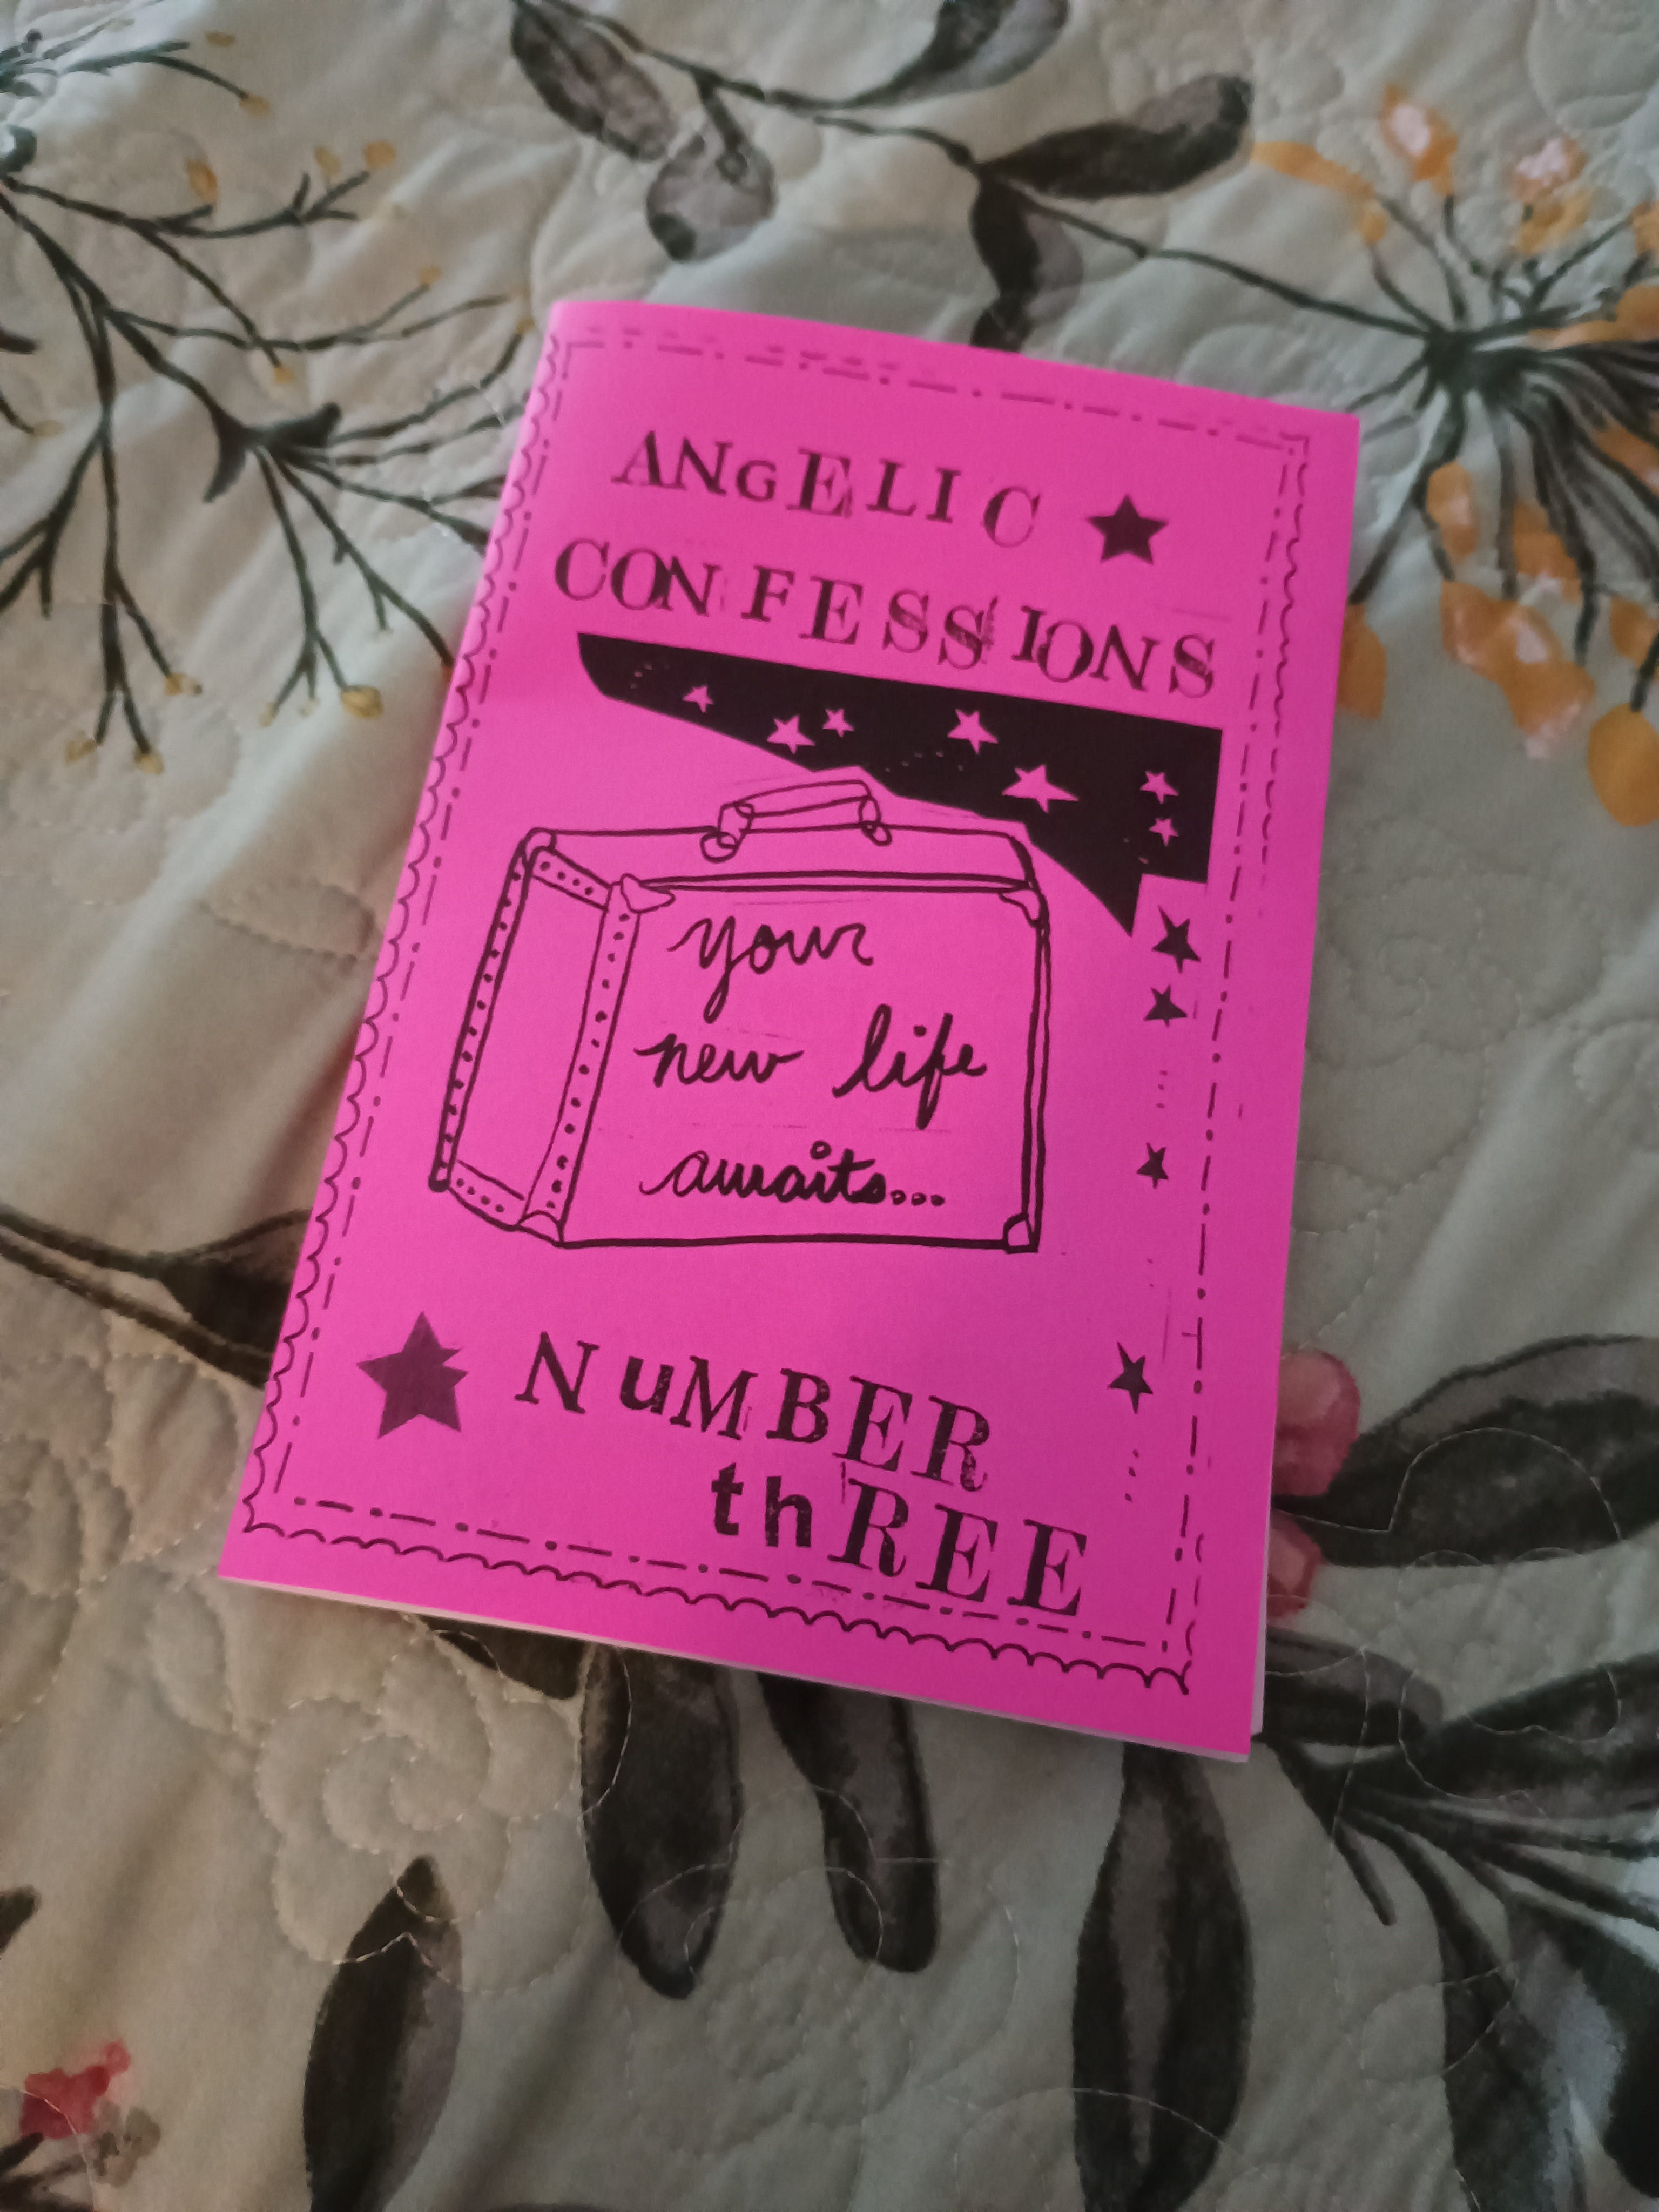 ANgELIC
CONFESSIONS
your
new life
awaits...
NuMBER
thREE